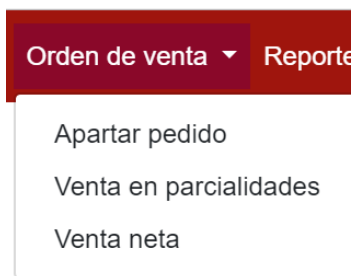 Orden de venta Reporte
Apartar pedido
Venta en parcialidades
Venta neta